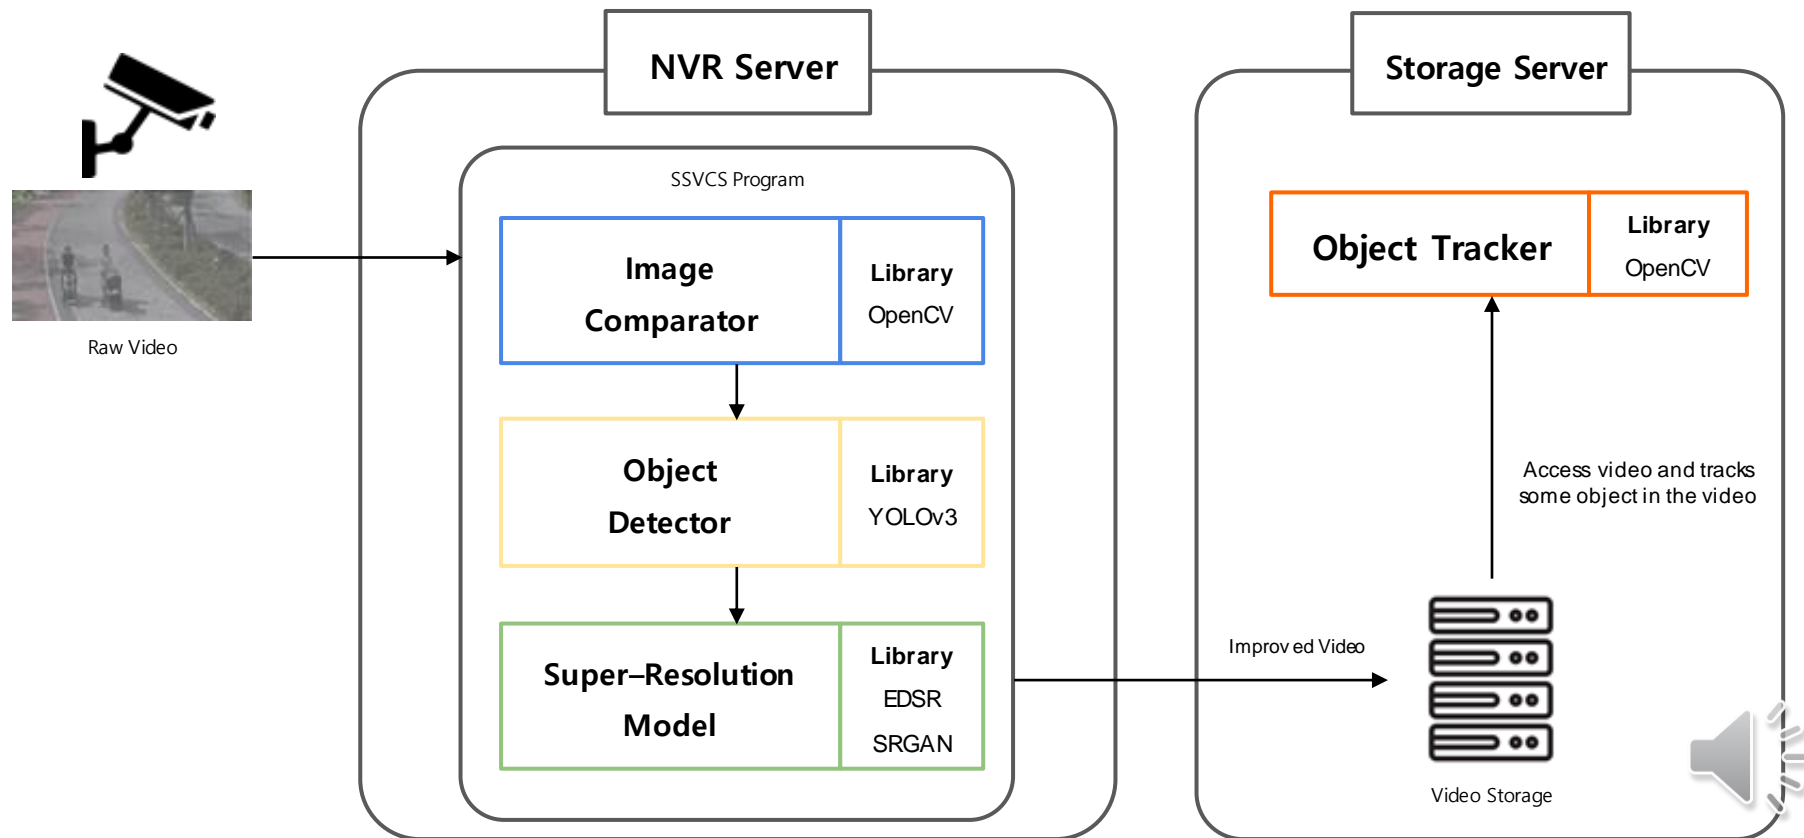 NVR Server
Storage Server
SSVCS Program
Raw Video
Image
Comparator
Library
OpenCV
Object
Detector
Library
YOLOv3
Super–Resolution
Model
Library
EDSR
SRGAN
Improved Video
Object Tracker
Library
OpenCV
Access video and tracks
some object in the video
Video Storage